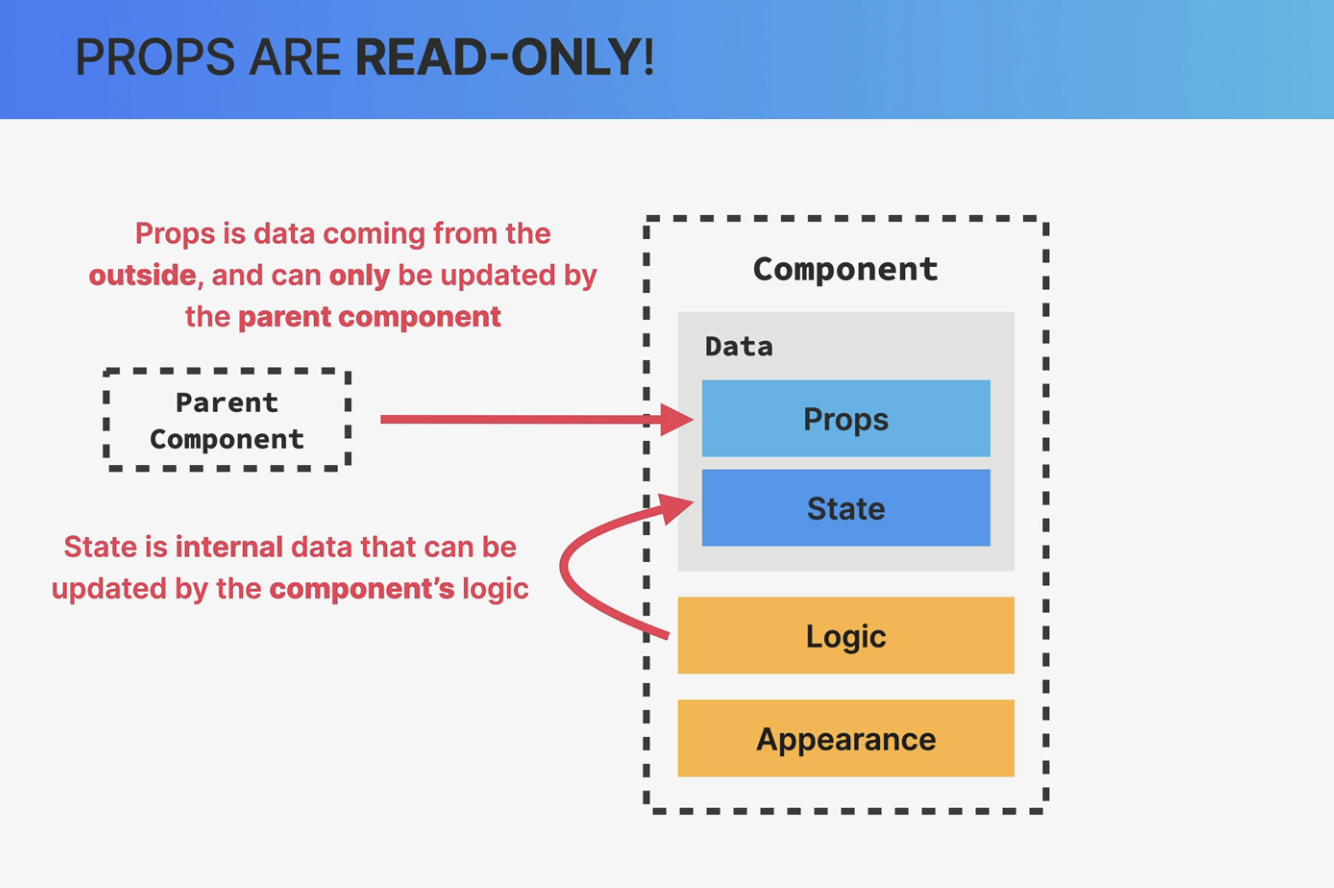 PROPS ARE READ-ONLY!
Props is data coming from the
outside, and can only be updated by
the parent component
Parent
Component
State is internal data that can be
updated by the component’s logic
Component
Data
Props
State
Logic
Appearance